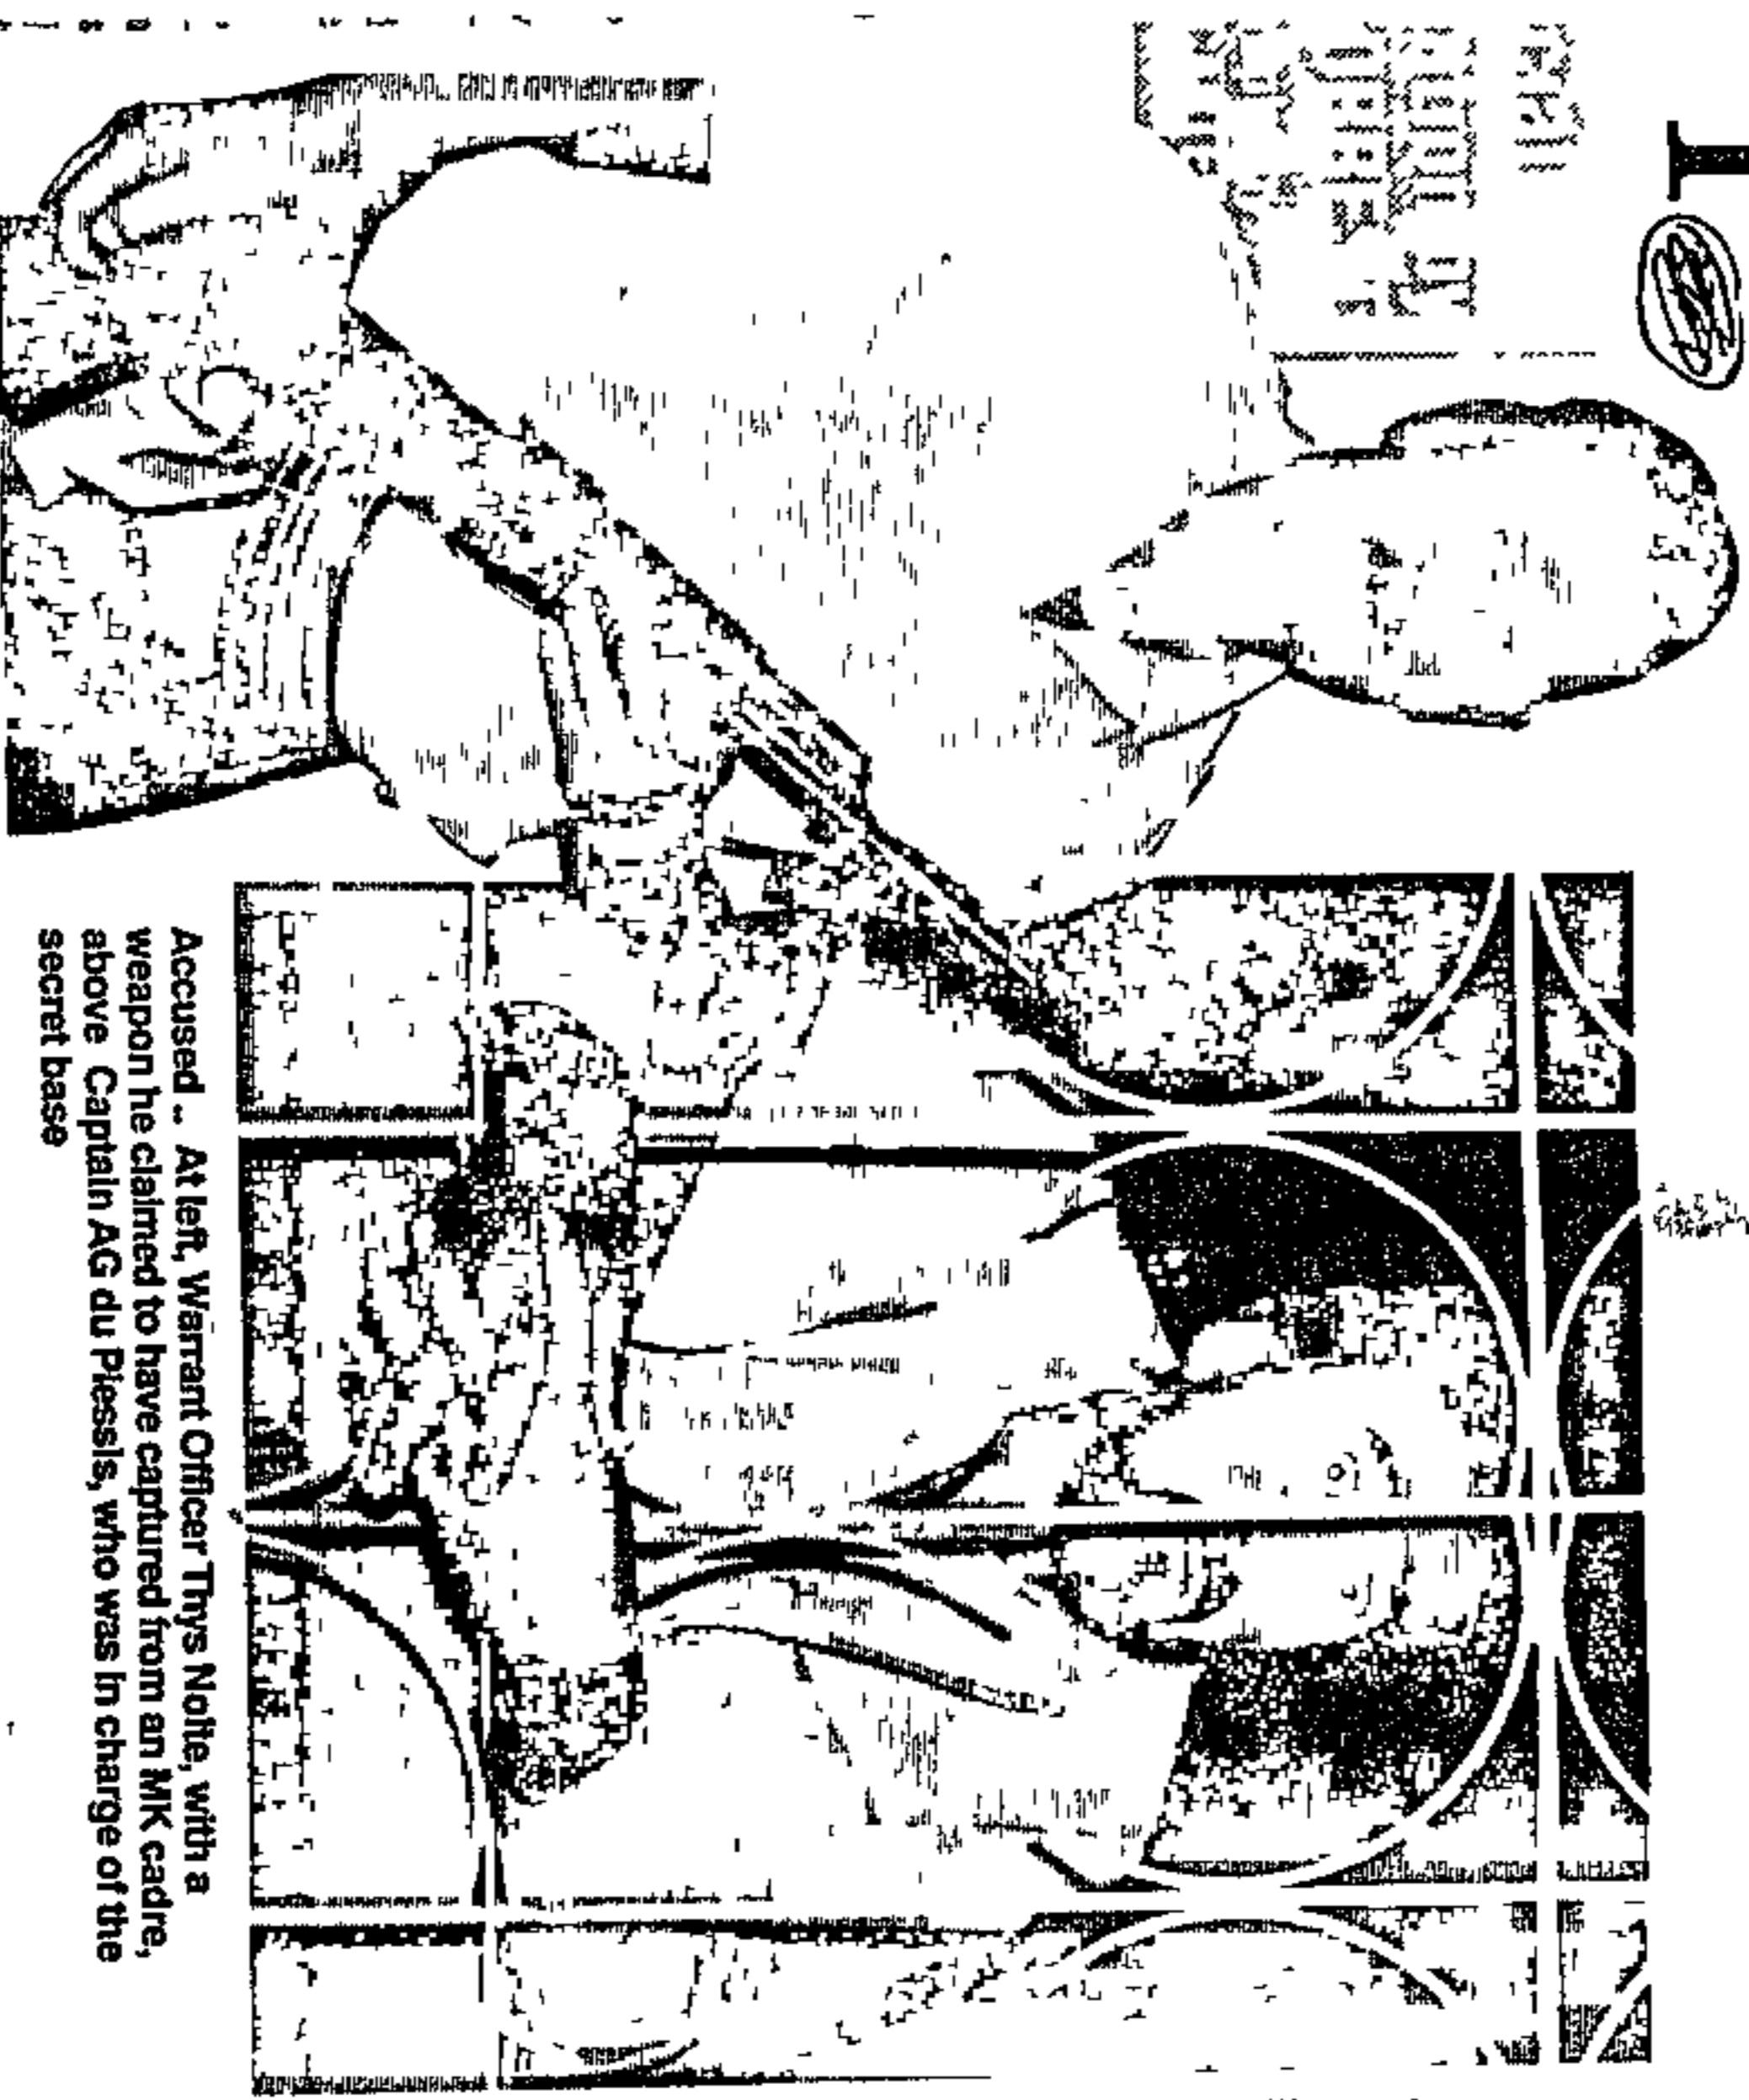 Accused .. At left, Warrant Officer Thys Nolte, with a
weapon he claimed to have captured from an MK cadre,
above Captain AG du Plessis, who was in charge of the
secret base